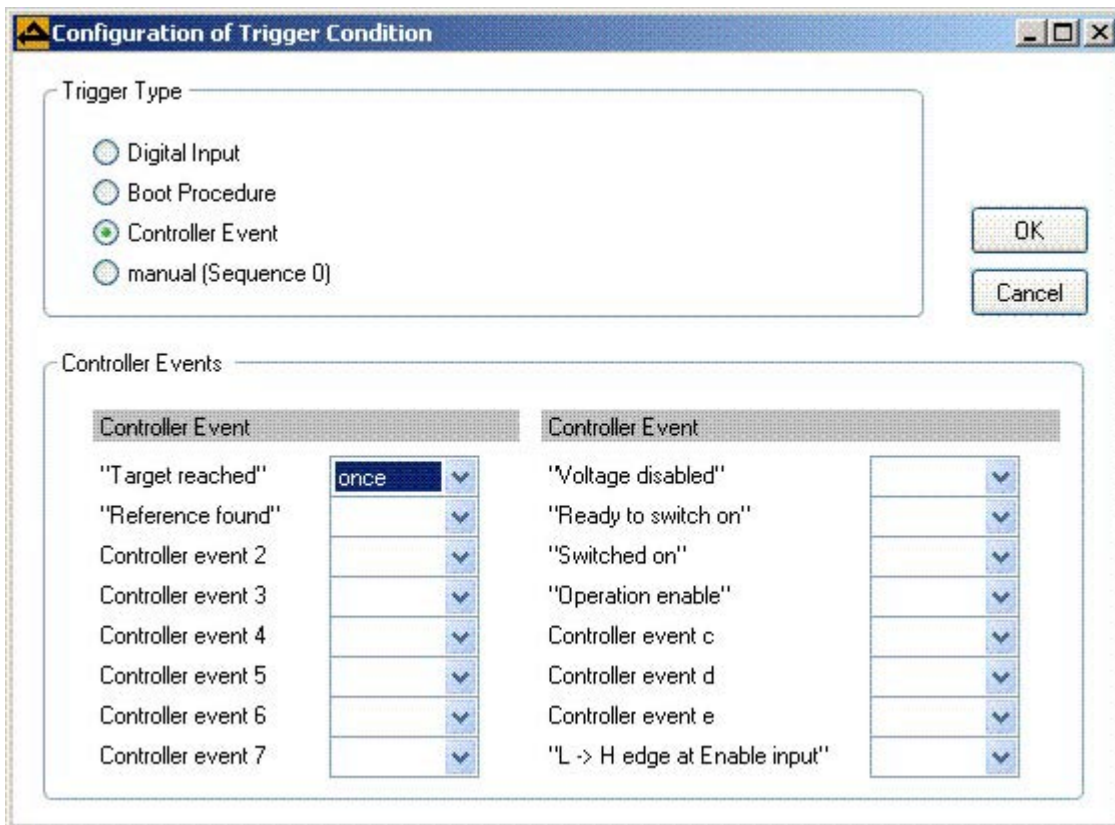 Configuration of Trigger Condition
Trigger Type
Digital Input
Boot Procedure
Controller Event
manual (Sequence 0)
OK
Cancel
Controller Events
Controller Event
"Target reached" once
"Reference found"
Controller event 2
Controller event 3
Controller event 4
Controller event 5
Controller event 6
Controller event 7
Controller Event
"Voltage disabled"
"Ready to switch on"
"Switched on"
"Operation enable"
Controller event c
Controller event d
Controller event e
"L -> H edge at Enable input"